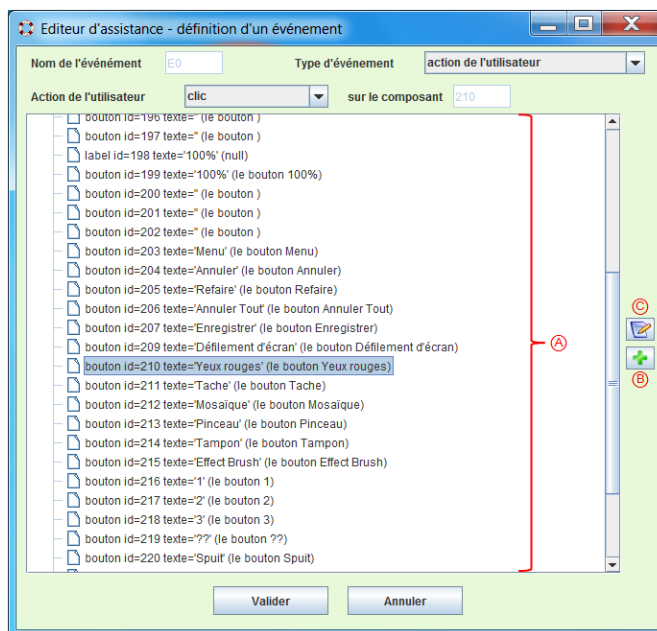 Editeur d'assistance - définition d'un événement
Nom de l'événément E0 Type d'événement action de l'utilisateur
Action de l'utilisateur clic sur le composant 210
bouton id=196 texte='' (le bouton )
bouton id=197 texte='' (le bouton )
label id=198 texte='100%' (null)
bouton id=199 texte='100%' (le bouton 100%)
bouton id=200 texte='' (le bouton )
bouton id=201 texte='' (le bouton )
bouton id=202 texte='' (le bouton )
bouton id=203 texte='Menu' (le bouton Menu)
bouton id=204 texte='Annuler' (le bouton Annuler)
bouton id=205 texte='Refaire' (le bouton Refaire)
bouton id=206 texte='Annuler Tout' (le bouton Annuler Tout)
bouton id=207 texte='Enregistrer' (le bouton Enregistrer)
bouton id=209 texte='Défilement d'écran' (le bouton Défilement d'écran)
bouton id=210 texte='Yeux rouges' (le bouton Yeux rouges)
bouton id=211 texte='Tache' (le bouton Tache)
bouton id=212 texte='Mosaïque' (le bouton Mosaïque)
bouton id=213 texte='Pinceau' (le bouton Pinceau)
bouton id=214 texte='Tampon' (le bouton Tampon)
bouton id=215 texte='Effect Brush' (le bouton Effect Brush)
bouton id=216 texte='1' (le bouton 1)
bouton id=217 texte='2' (le bouton 2)
bouton id=218 texte='3' (le bouton 3)
bouton id=219 texte='??' (le bouton ??)
bouton id=220 texte='Spuit' (le bouton Spuit)
A
C
B
Valider Annuler